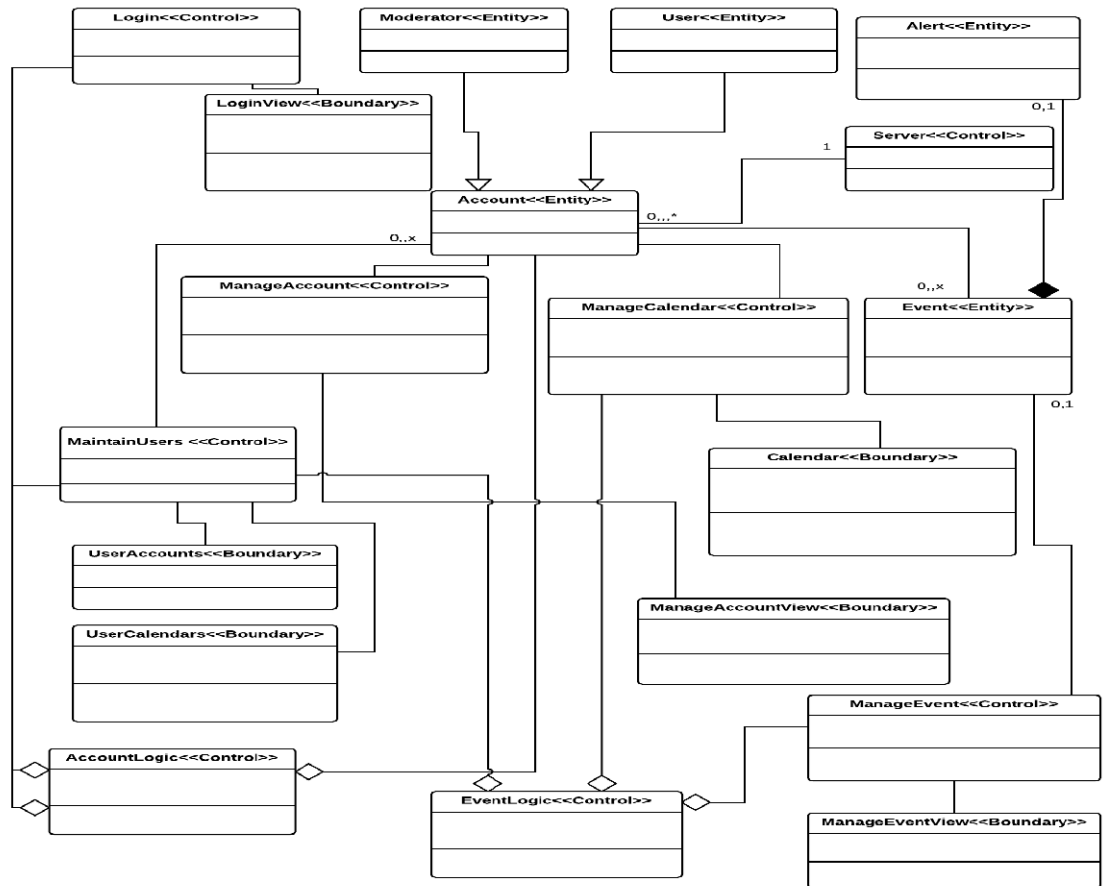 Login<<Control>>
Moderator<<Entity>>
User<<Entity>>
Alert<<Entity>>
LoginView<<Boundary>>
0,1
Server<<Control>>
1
Account<<Entity>>
0,,,*
0,,x
ManageAccount<<Control>>
0,,x
ManageCalendar<<Control>>
Event<<Entity>>
0,1
MaintainUsers <<Control>>
Calendar<<Boundary>>
UserAccounts<<Boundary>>
ManageAccountView<<Boundary>>
UserCalendars<<Boundary>>
ManageEvent<<Control>>
AccountLogic<<Control>>
EventLogic<<Control>>
ManageEventView<<Boundary>>